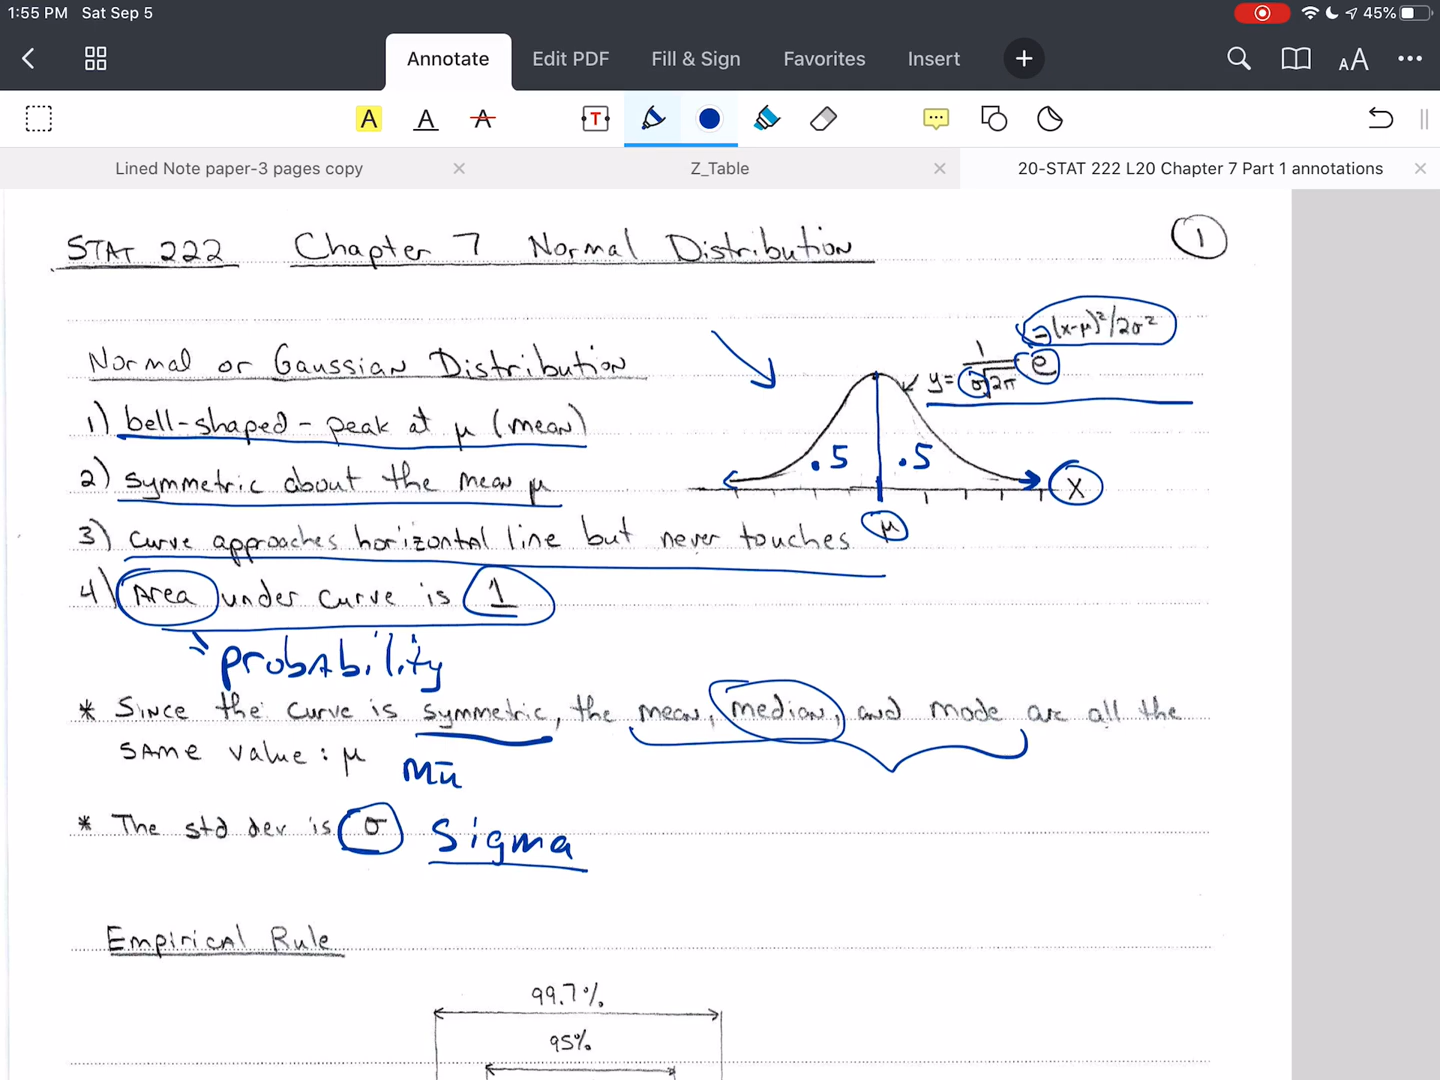 1:55 PM Sat Sep 5 45%
Annotate Edit PDF Fill & Sign Favorites Insert +
A A A T AA
Lined Note paper-3 pages copy × Z_Table × 20-STAT 222 L20 Chapter 7 Part 1 annotations ×
STAT 222 Chapter 7 Normal Distribution 1
Normal or Gaussian Distribution
y = 1/σ√2π e -(x-μ)²/2σ²
1) bell-shaped - peak at μ (mean)
.5 .5
2) symmetric about the mean μ
X
3) curve approaches horizontal line but never touches
μ
4) Area under curve is 1
probability
* Since the curve is symmetric, the mean, median, and mode are all the
SAME value: μ Mū
* The std dev is σ Sigma
Empirical Rule
99.7%
95%